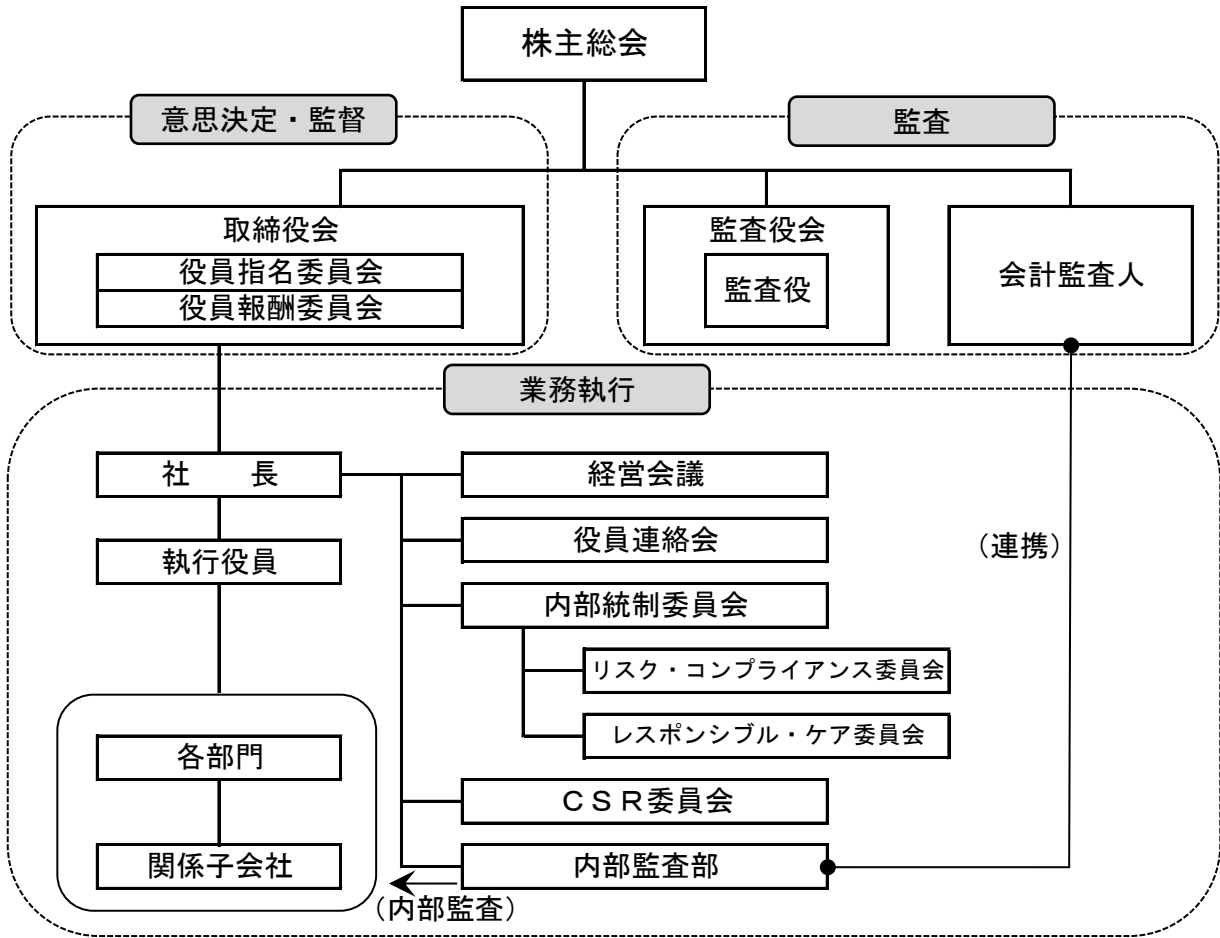 株主総会
意思決定・監督
監査
取締役会
役員指名委員会
役員報酬委員会
監査役会
監査役
会計監査人
業務執行
社　　長
経営会議
執行役員
役員連絡会
（連携）
内部統制委員会
リスク・コンプライアンス委員会
レスポンシブル・ケア委員会
各部門
ＣＳＲ委員会
関係子会社
内部監査部
（内部監査）